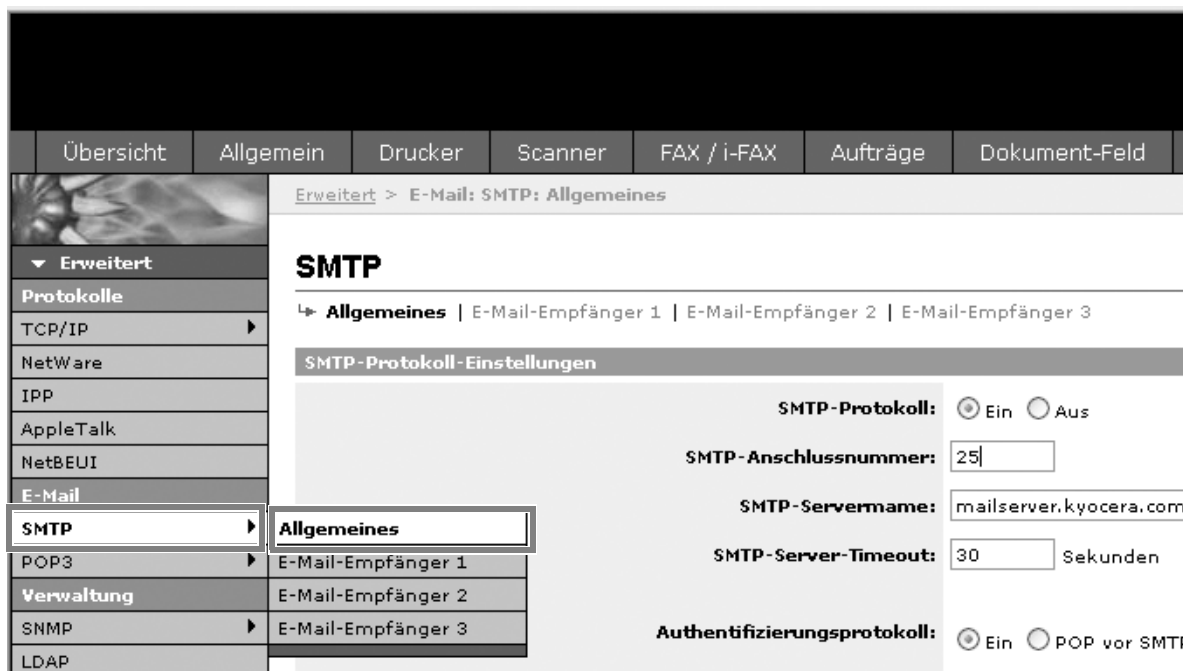 Übersicht Allgemein Drucker Scanner FAX / i-FAX Aufträge Dokument-Feld
Erweitert > E-Mail: SMTP: Allgemeines
Erweitert
Protokolle
TCP/IP
NetWare
IPP
AppleTalk
NetBEUI
E-Mail
SMTP
POP3
Verwaltung
SNMP
LDAP
Allgemeines
E-Mail-Empfänger 1
E-Mail-Empfänger 2
E-Mail-Empfänger 3
SMTP
Allgemeines | E-Mail-Empfänger 1 | E-Mail-Empfänger 2 | E-Mail-Empfänger 3
SMTP-Protokoll-Einstellungen
SMTP-Protokoll: Ein Aus
SMTP-Anschlussnummer: 25
SMTP-Servername: mailserver.kyocera.com
SMTP-Server-Timeout: 30 Sekunden
Authentifizierungsprotokoll: Ein POP vor SMTP